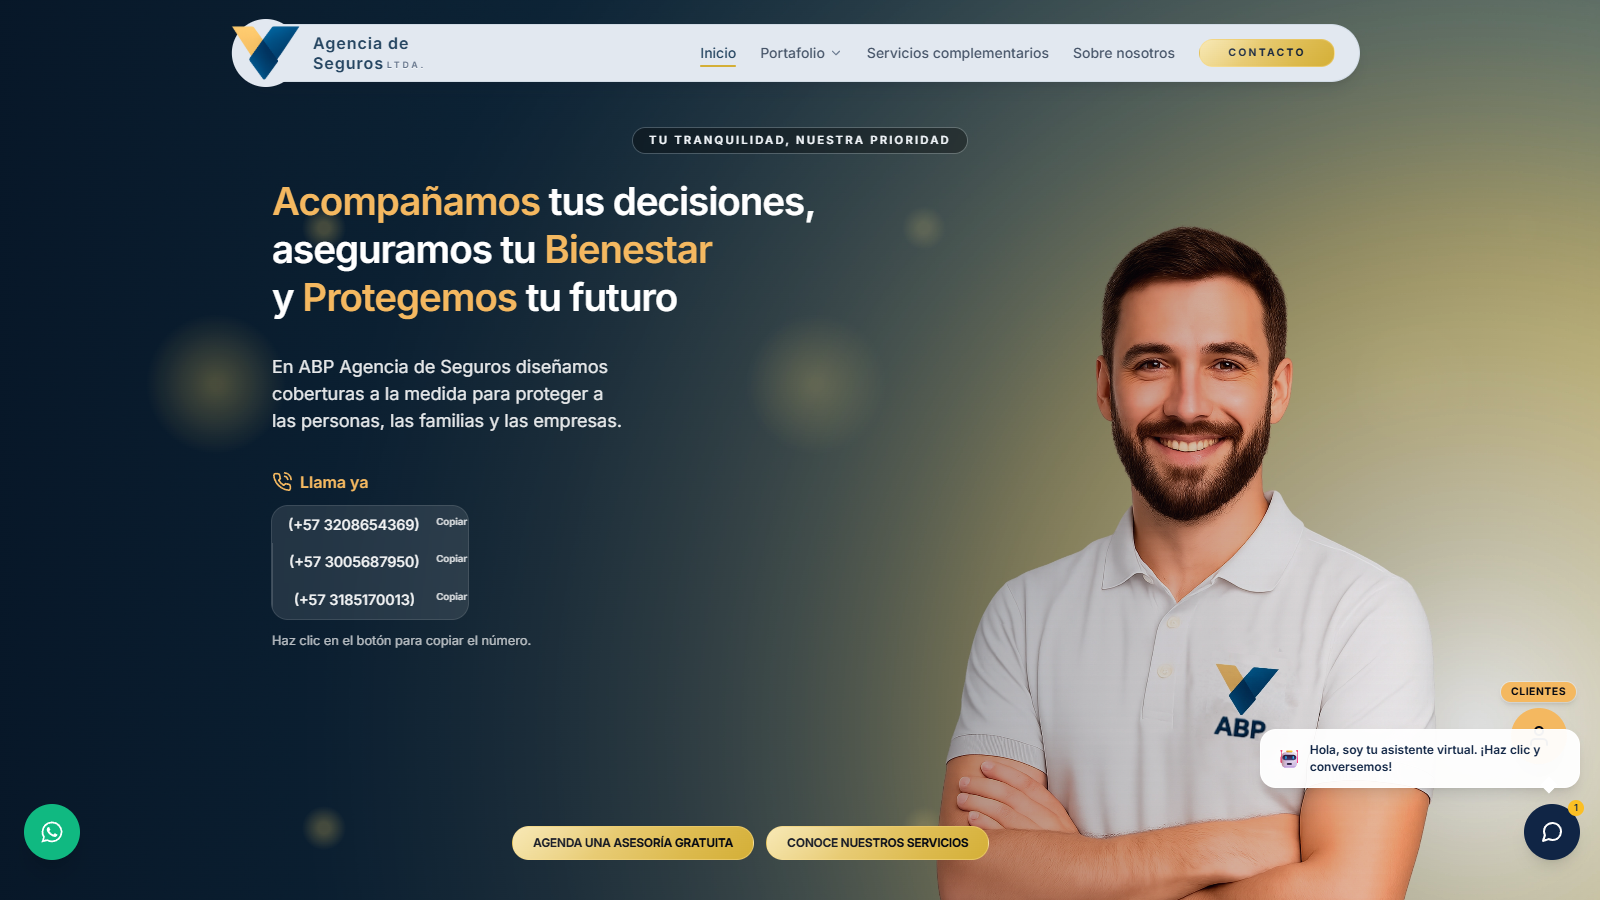 Agencia de
Seguros LTDA.
Inicio
Portafolio
Servicios complementarios
Sobre nosotros
CONTACTO
TU TRANQUILIDAD, NUESTRA PRIORIDAD
Acompañamos tus decisiones,
aseguramos tu Bienestar
y Protegemos tu futuro
En ABP Agencia de Seguros diseñamos
coberturas a la medida para proteger a
las personas, las familias y las empresas.
Llama ya
(+57 3208654369) Copiar
(+57 3005687950) Copiar
(+57 3185170013) Copiar
Haz clic en el botón para copiar el número.
ABP
CLIENTES
Hola, soy tu asistente virtual. ¡Haz clic y
conversemos!
1
AGENDA UNA ASESORÍA GRATUITA
CONOCE NUESTROS SERVICIOS